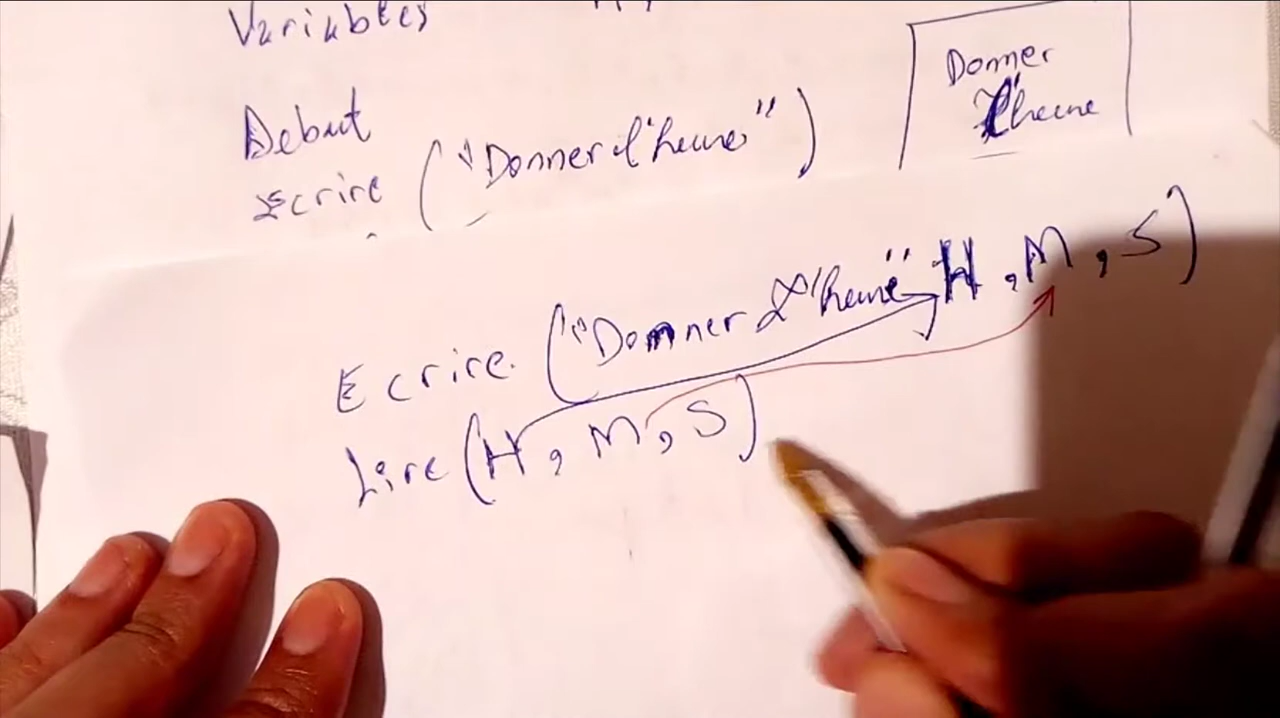 Variables
Debut
Ecrire ("Donner l'heure")
Donner
l'heure
Ecrire ("Donner l'heure" H, M, S)
Lire (H, M, S)